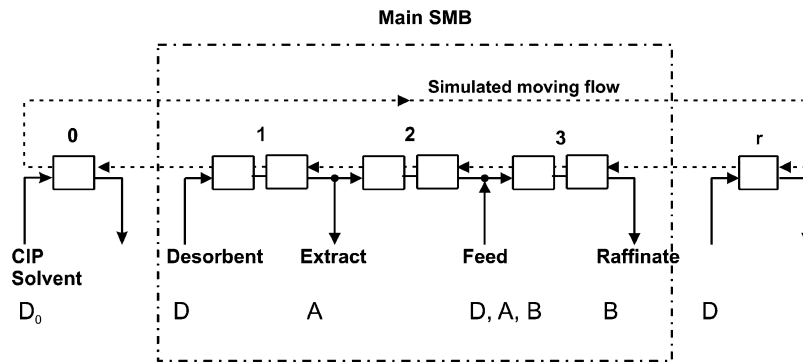 Main SMB
Simulated moving flow
0 1 2 3 r
CIP Solvent
Desorbent Extract Feed Raffinate
D₀ D A D, A, B B D